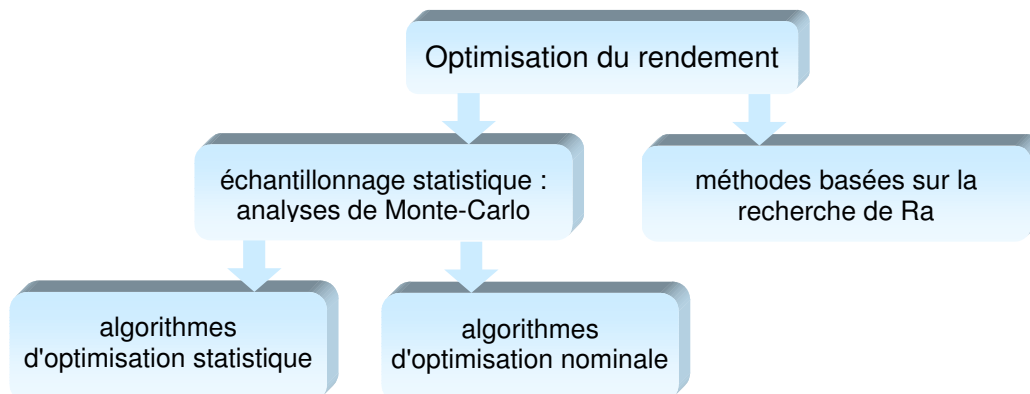 Optimisation du rendement
échantillonnage statistique :
analyses de Monte-Carlo
méthodes basées sur la
recherche de Ra
algorithmes
d'optimisation statistique
algorithmes
d'optimisation nominale